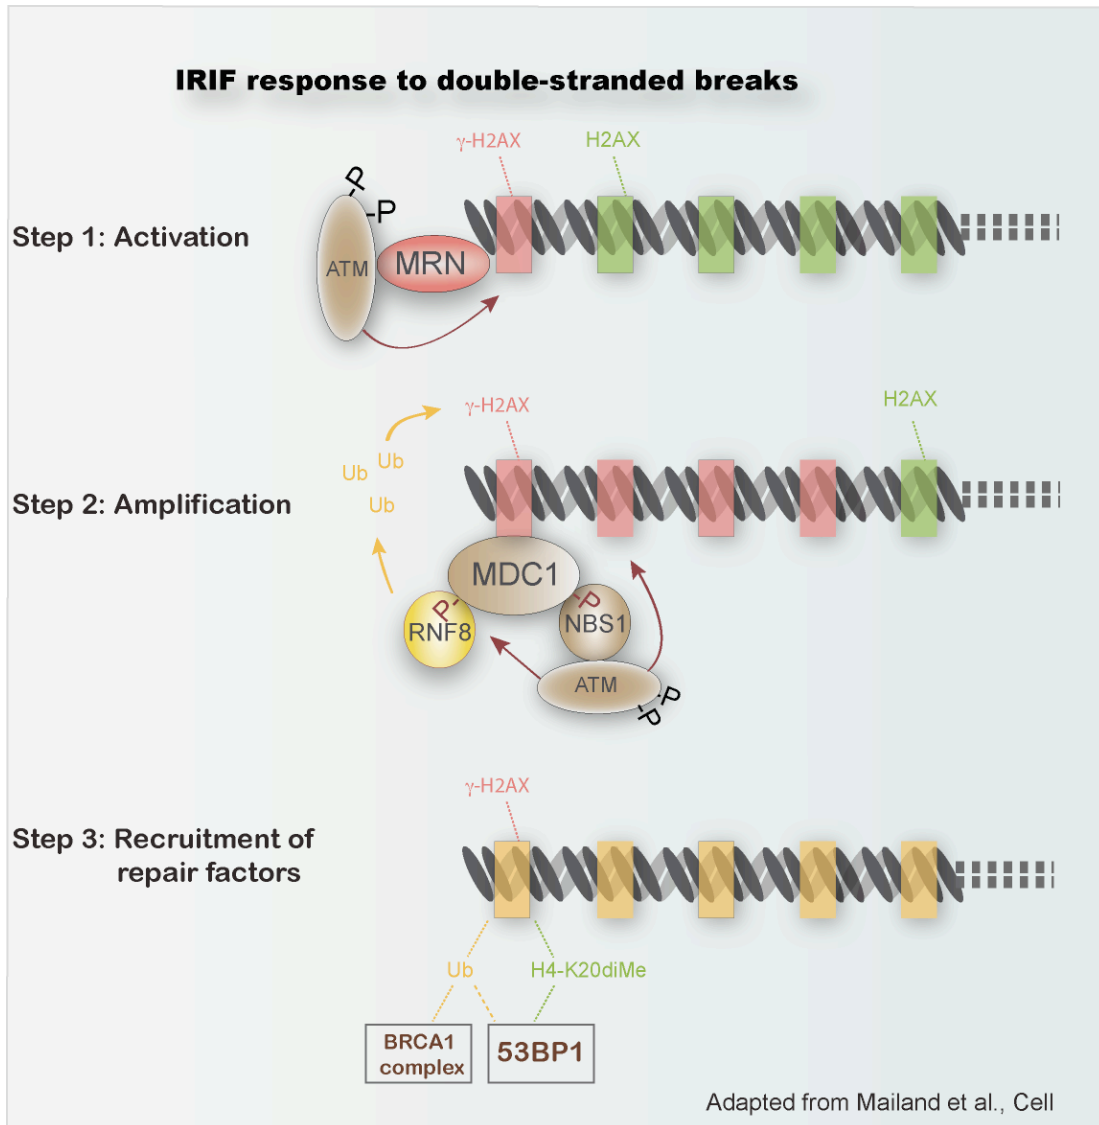 IRIF response to double-stranded breaks
γ-H2AX
H2AX
-P
-P
Step 1: Activation
ATM
MRN
γ-H2AX
H2AX
Ub
Ub
Ub
Step 2: Amplification
MDC1
P-
-P
RNF8
NBS1
ATM
-P
-P
γ-H2AX
Step 3: Recruitment of
repair factors
Ub
H4-K20diMe
BRCA1
complex
53BP1
Adapted from Mailand et al., Cell